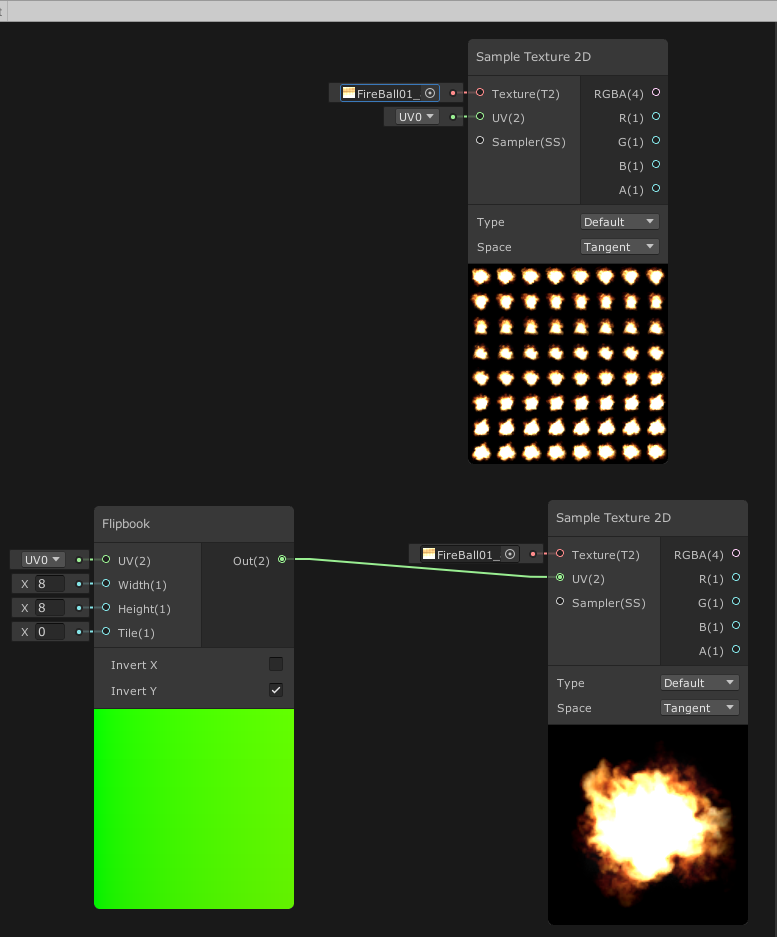 Sample Texture 2D
FireBall01_ Texture(T2) RGBA(4)
UV0 UV(2) R(1)
Sampler(SS) G(1)
B(1)
A(1)
Type Default
Space Tangent
Flipbook
UV0 UV(2) Out(2)
X 8 Width(1)
X 8 Height(1)
X 0 Tile(1)
Invert X
Invert Y
Sample Texture 2D
FireBall01_ Texture(T2) RGBA(4)
UV(2) R(1)
Sampler(SS) G(1)
B(1)
A(1)
Type Default
Space Tangent